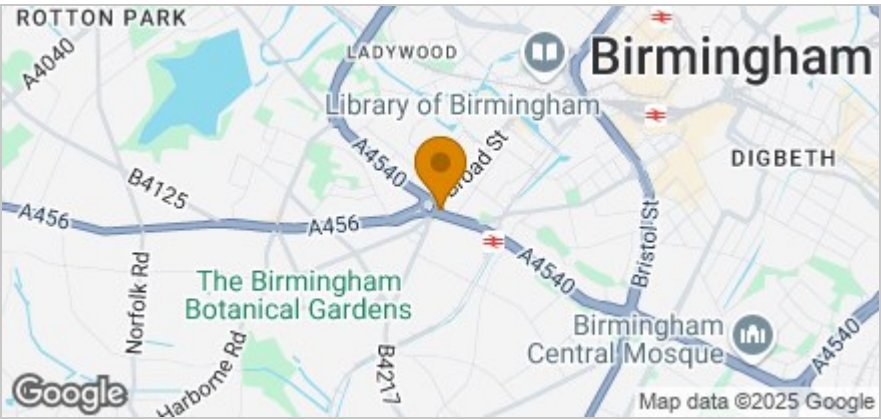 ROTTON PARK
A4040
LADYWOOD
Birmingham
Library of Birmingham
A4540
Broad St
DIGBETH
B4125
A456
A456
Bristol St
A4540
Norfolk Rd
The Birmingham
Botanical Gardens
Birmingham
Central Mosque
A4540
Harborne Rd
B4217
Google
Map data ©2025 Google